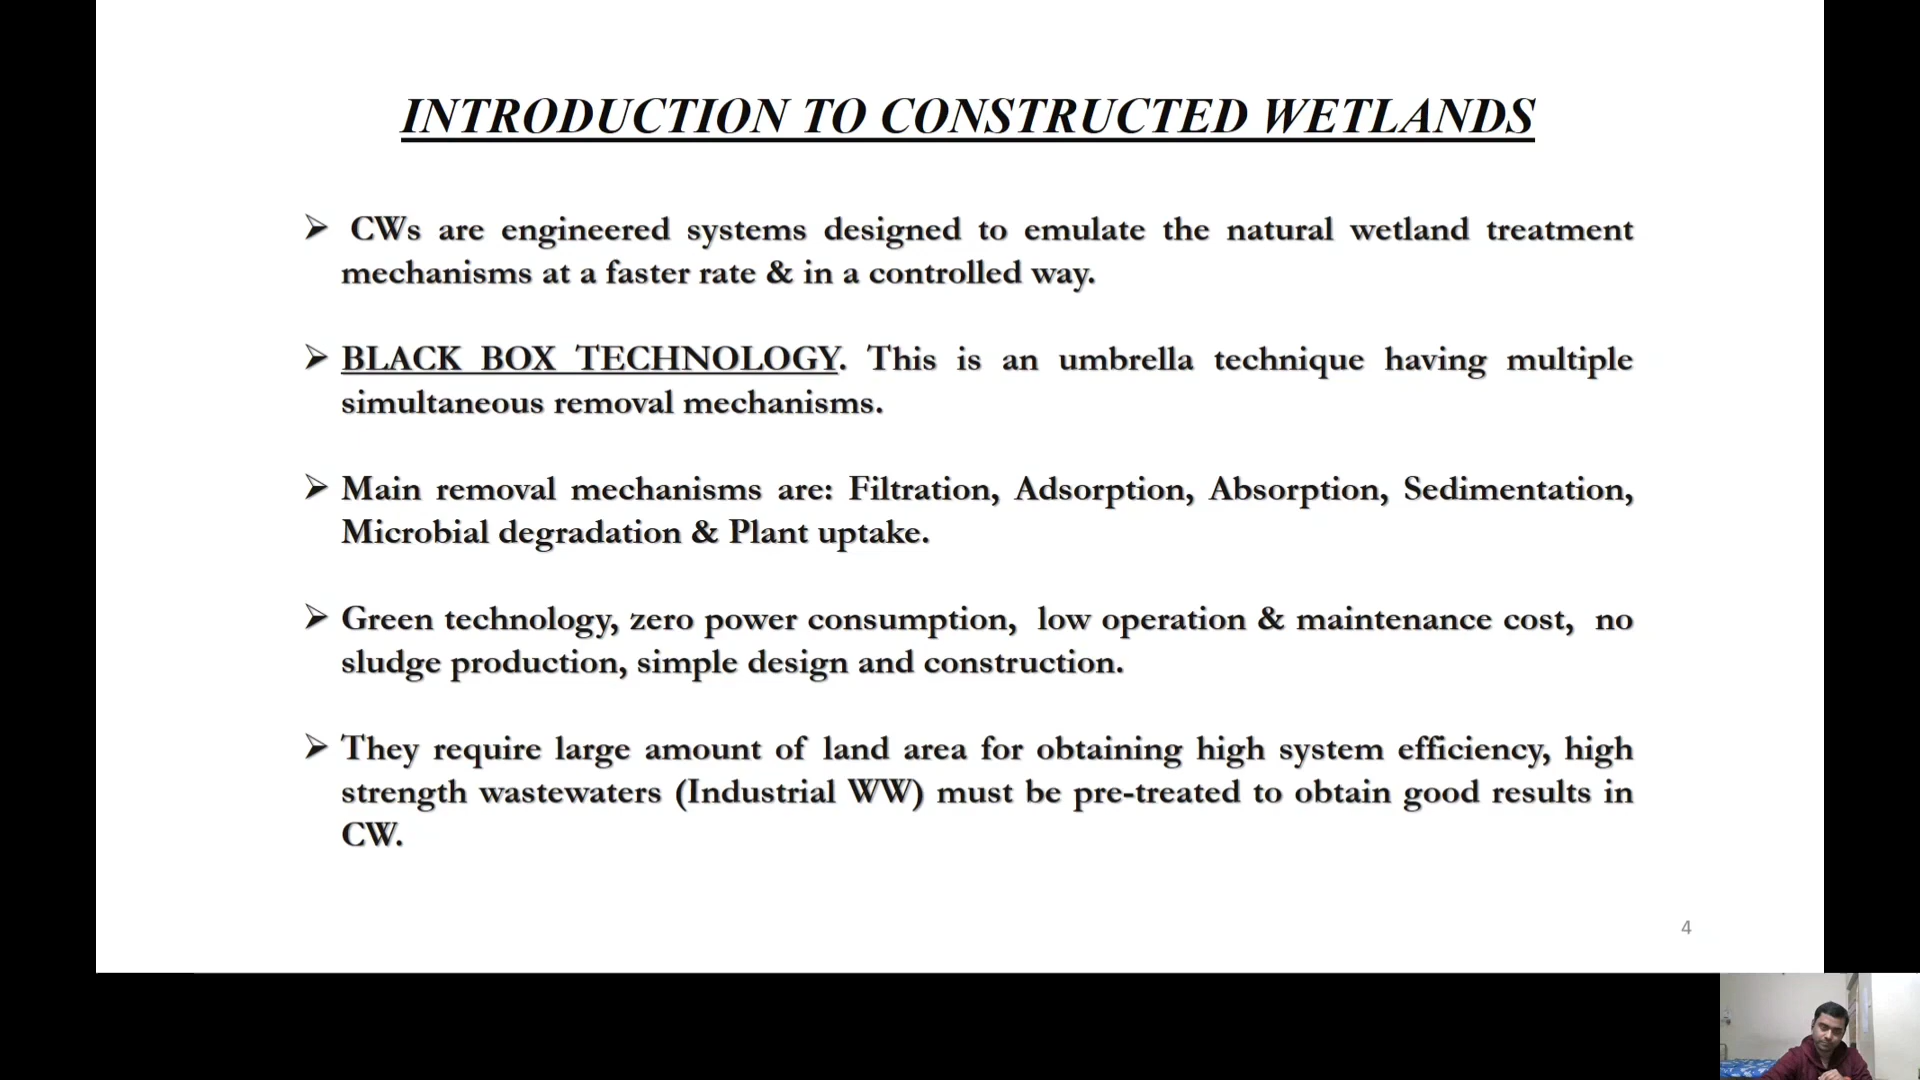 INTRODUCTION TO CONSTRUCTED WETLANDS
➢ CWs are engineered systems designed to emulate the natural wetland treatment
mechanisms at a faster rate & in a controlled way.
➢ BLACK BOX TECHNOLOGY. This is an umbrella technique having multiple
simultaneous removal mechanisms.
➢ Main removal mechanisms are: Filtration, Adsorption, Absorption, Sedimentation,
Microbial degradation & Plant uptake.
➢ Green technology, zero power consumption, low operation & maintenance cost, no
sludge production, simple design and construction.
➢ They require large amount of land area for obtaining high system efficiency, high
strength wastewaters (Industrial WW) must be pre-treated to obtain good results in
CW.
4